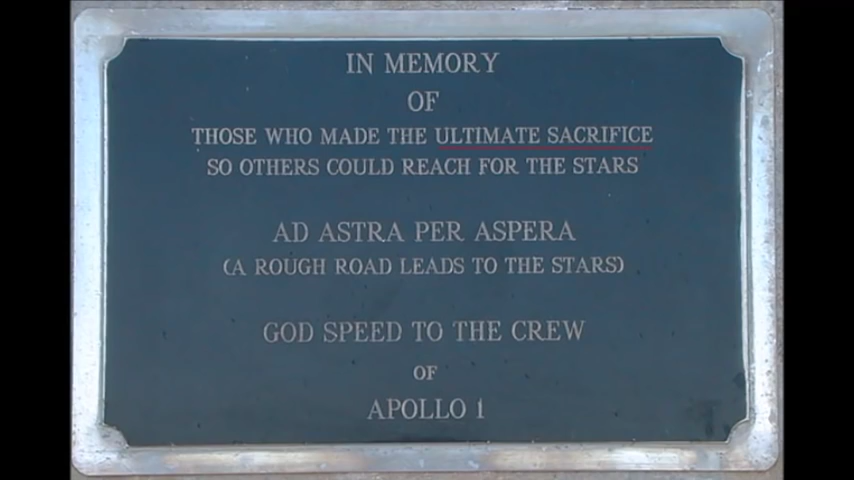 IN MEMORY
OF
THOSE WHO MADE THE ULTIMATE SACRIFICE
SO OTHERS COULD REACH FOR THE STARS
AD ASTRA PER ASPERA
(A ROUGH ROAD LEADS TO THE STARS)
GOD SPEED TO THE CREW
OF
APOLLO 1